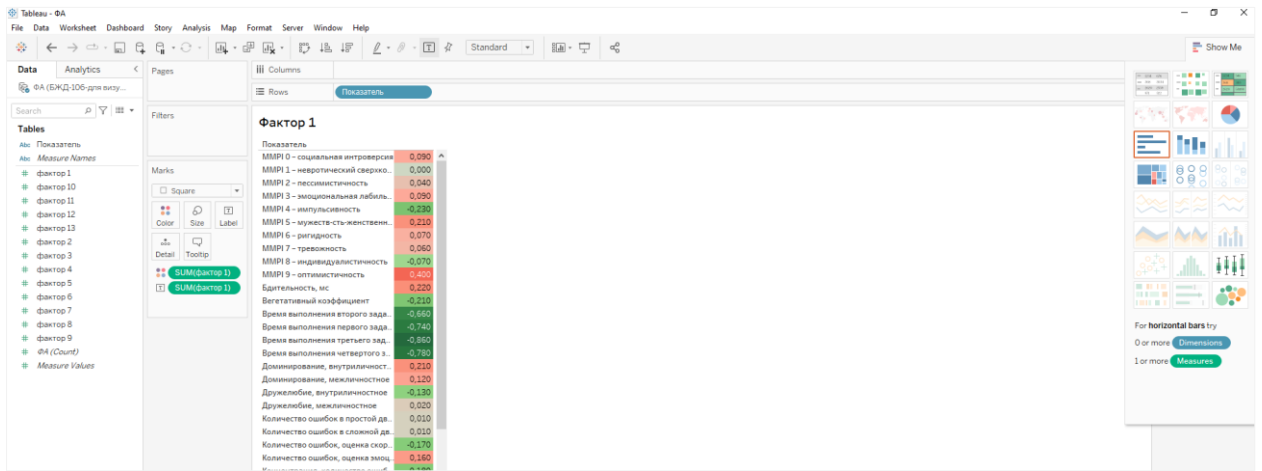 Tableau - ФА
File Data Worksheet Dashboard Story Analysis Map Format Server Window Help
Standard
Show Me
Data Analytics
Pages
Columns
Rows Показатель
ФА (БЖД-106-для визу...
Search
Filters
Tables
Abc Показатель
Abc Measure Names
# фактор 1
# фактор 10
# фактор 11
# фактор 12
# фактор 13
# фактор 2
# фактор 3
# фактор 4
# фактор 5
# фактор 6
# фактор 7
# фактор 8
# фактор 9
# ФА (Count)
# Measure Values
Marks
Square
Color Size Label
Detail Tooltip
SUM(фактор 1)
SUM(фактор 1)
Фактор 1
Показатель
MMPI 0 – социальная интроверсия 0,090
MMPI 1 – невротический сверхко.. 0,000
MMPI 2 – пессимистичность 0,040
MMPI 3 – эмоциональная лабиль.. 0,090
MMPI 4 – импульсивность -0,230
MMPI 5 – мужеств-сть-женственн.. 0,210
MMPI 6 – ригидность 0,070
MMPI 7 – тревожность 0,060
MMPI 8 – индивидуалистичность -0,070
MMPI 9 – оптимистичность 0,400
Бдительность, мс 0,220
Вегетативный коэффициент -0,210
Время выполнения второго зада.. -0,660
Время выполнения первого зада.. -0,740
Время выполнения третьего зад.. -0,860
Время выполнения четвертого з.. -0,780
Доминирование, внутриличност.. 0,210
Доминирование, межличностное 0,120
Дружелюбие, внутриличностное -0,130
Дружелюбие, межличностное 0,020
Количество ошибок в простой дв.. 0,010
Количество ошибок в сложной дв.. 0,010
Количество ошибок, оценка скор.. -0,170
Количество ошибок, оценка эмоц.. 0,160
For horizontal bars try
0 or more Dimensions
1 or more Measures